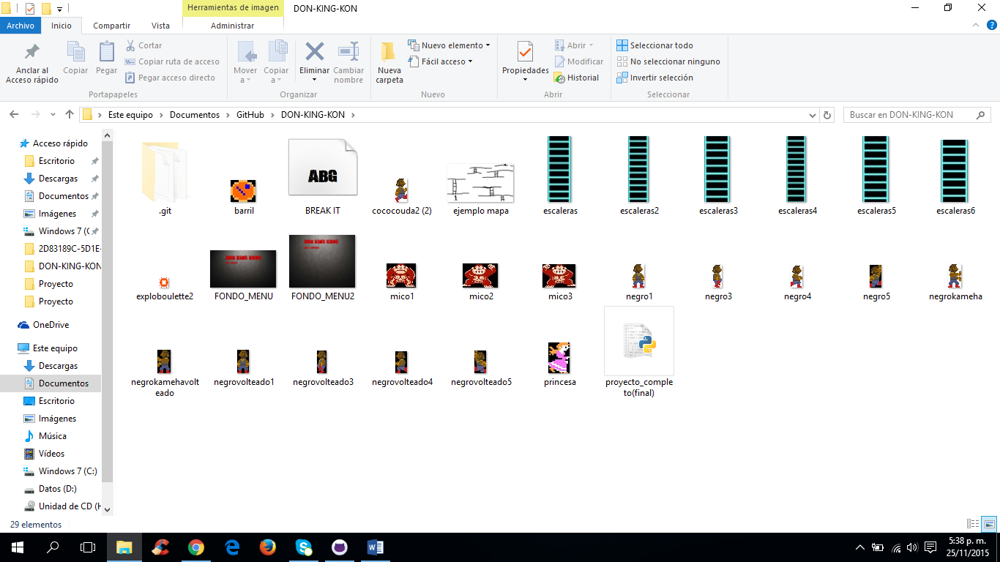 Herramientas de imagen
DON-KING-KON
Archivo
Inicio
Compartir
Vista
Administrar
Anclar al
Acceso rápido
Copiar
Pegar
Cortar
Copiar ruta de acceso
Pegar acceso directo
Portapapeles
Mover
a
Copiar
a
Eliminar
Cambiar
nombre
Organizar
Nueva
carpeta
Nuevo elemento
Fácil acceso
Nuevo
Propiedades
Abrir
Modificar
Historial
Abrir
Seleccionar todo
No seleccionar ninguno
Invertir selección
Seleccionar
Este equipo
Documentos
GitHub
DON-KING-KON
Buscar en DON-KING-KON
Acceso rápido
Escritorio
Descargas
Documentos
Imágenes
Windows 7 (C
2D83189C-5D1E-
DON-KING-KON
Proyecto
Proyecto
OneDrive
Este equipo
Descargas
Documentos
Escritorio
Imágenes
Música
Vídeos
Windows 7 (C:)
Datos (D:)
Unidad de CD (H
.git
barril
ABG
BREAK IT
cococouda2 (2)
ejemplo mapa
escaleras
escaleras2
escaleras3
escaleras4
escaleras5
escaleras6
exploboulette2
DON KING KONG
FONDO_MENU
DON KING KONG
FONDO_MENU2
mico1
mico2
mico3
negro1
negro3
negro4
negro5
negrokameha
negrokamehavolt
eado
negrovolteado1
negrovolteado3
negrovolteado4
negrovolteado5
princesa
proyecto_comple
to(final)
29 elementos
5:38 p. m.
25/11/2015